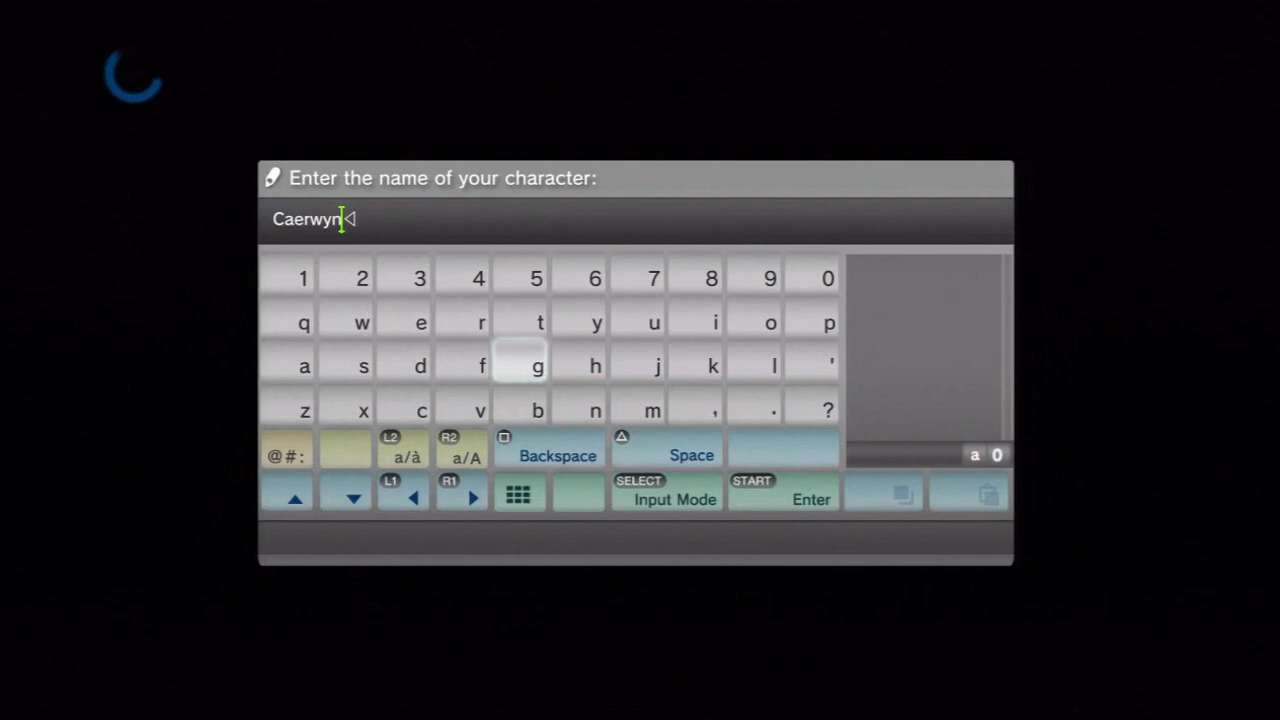 Enter the name of your character:
Caerwyn
1 2 3 4 5 6 7 8 9 0
q w e r t y u i o p
a s d f g h j k l '
z x c v b n m , . ?
@#: L2 a/à R2 a/A Backspace Space
a 0
L1 R1 SELECT Input Mode START Enter